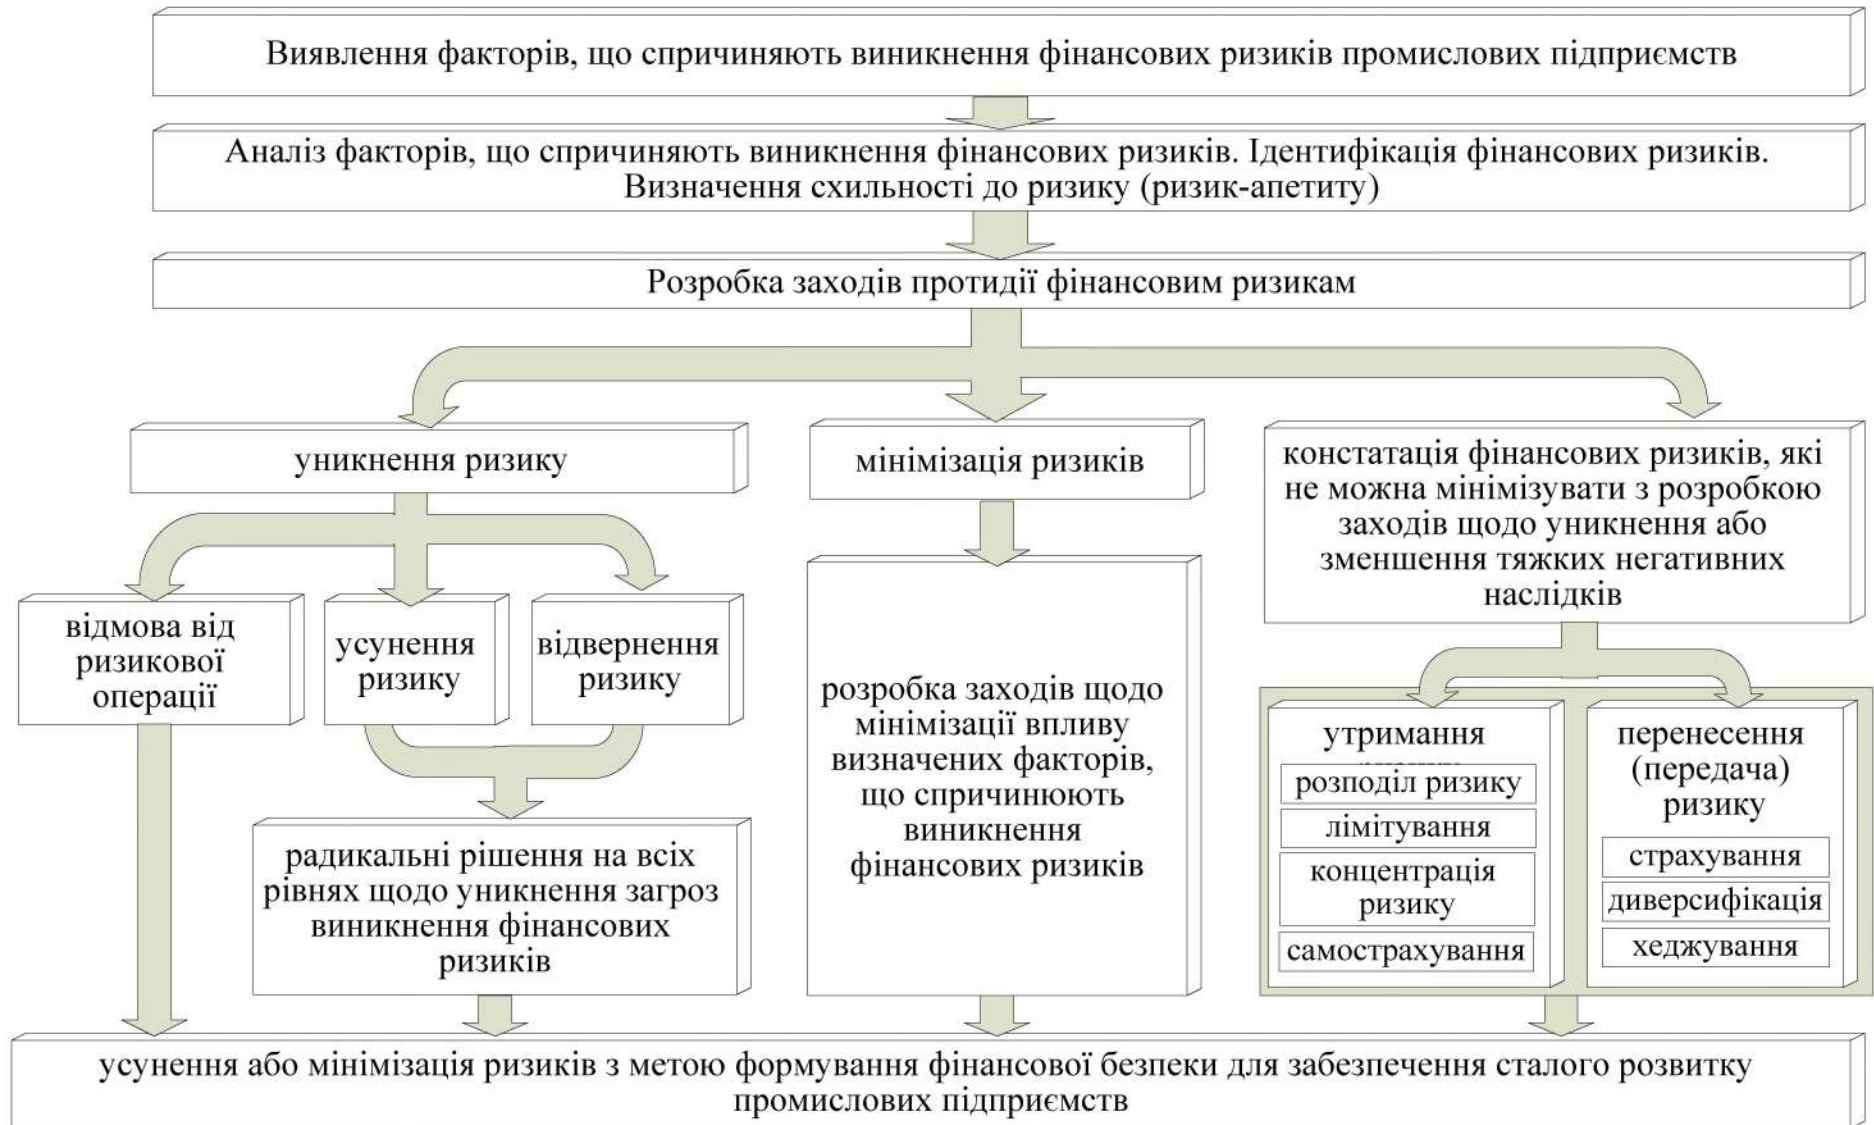 Виявлення факторів, що спричиняють виникнення фінансових ризиків промислових підприємств
Аналіз факторів, що спричиняють виникнення фінансових ризиків. Ідентифікація фінансових ризиків.
Визначення схильності до ризику (ризик-апетиту)
Розробка заходів протидії фінансовим ризикам
уникнення ризику
мінімізація ризиків
констатація фінансових ризиків, які
не можна мінімізувати з розробкою
заходів щодо уникнення або
зменшення тяжких негативних
наслідків
відмова від
ризикової
операції
усунення
ризику
відвернення
ризику
радикальні рішення на всіх
рівнях щодо уникнення загроз
виникнення фінансових
ризиків
розробка заходів щодо
мінімізації впливу
визначених факторів,
що спричинюють
виникнення
фінансових ризиків
утримання
розподіл ризику
лімітування
концентрація
ризику
самострахування
перенесення
(передача)
ризику
страхування
диверсифікація
хеджування
усунення або мінімізація ризиків з метою формування фінансової безпеки для забезпечення сталого розвитку
промислових підприємств